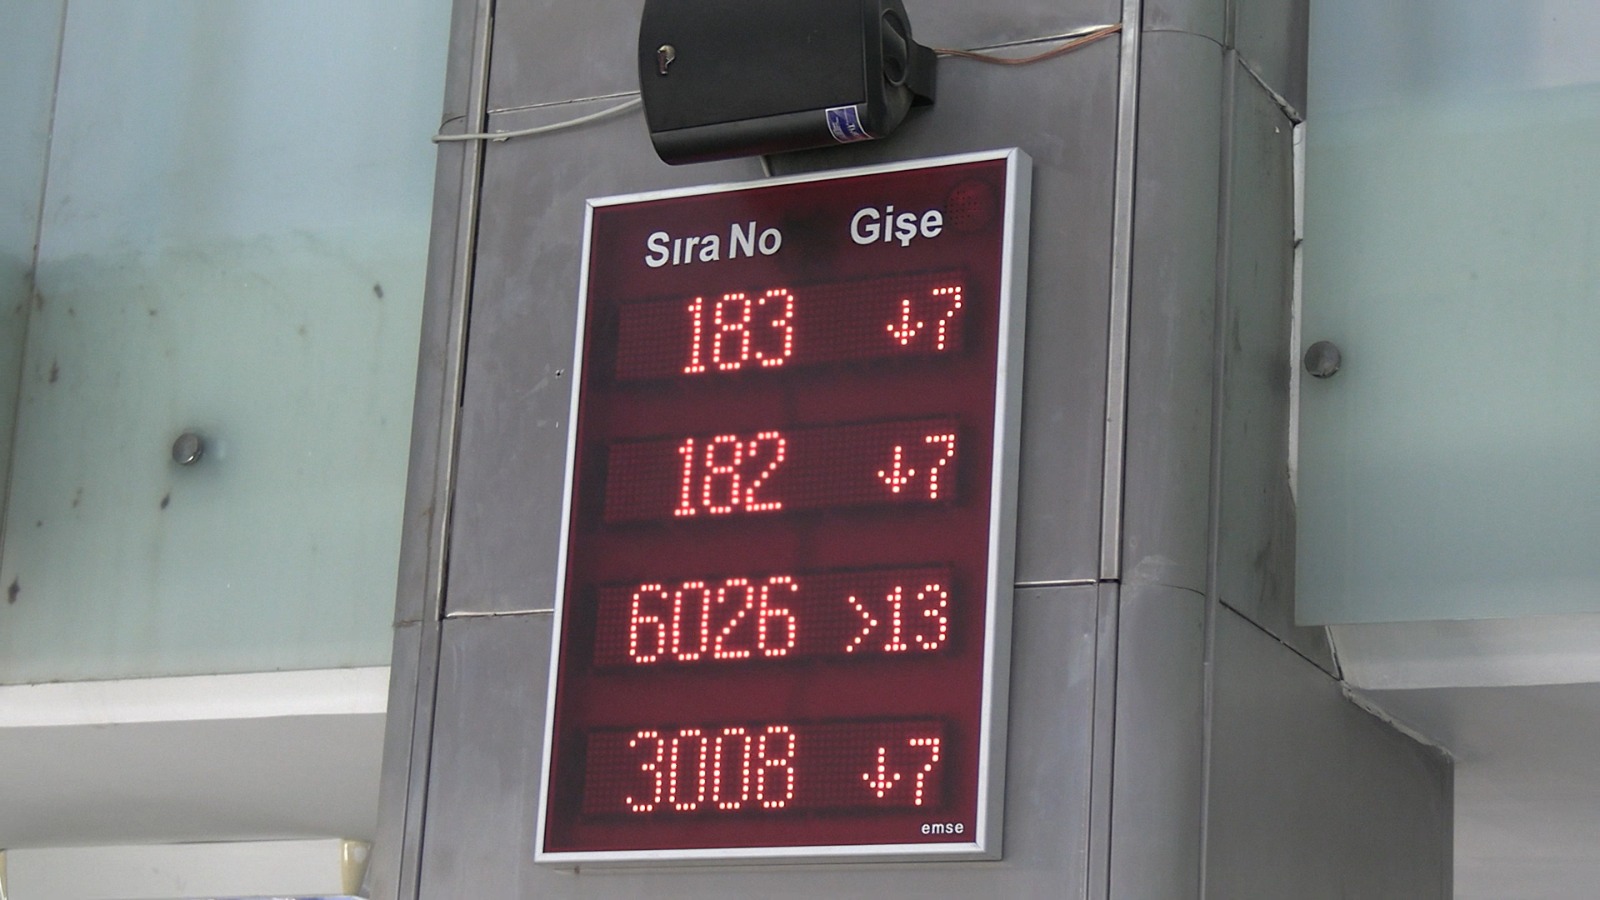 Sıra No Gişe
183 ↓7
182 ↓7
6026 >13
3008 ↓7
emse